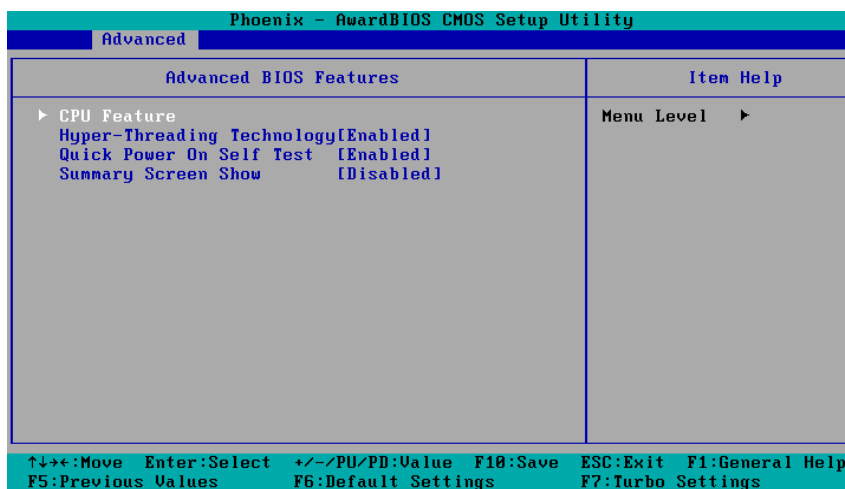 Phoenix - AwardBIOS CMOS Setup Utility
Advanced
Advanced BIOS Features
Item Help
▶ CPU Feature
Hyper-Threading Technology[Enabled]
Quick Power On Self Test [Enabled]
Summary Screen Show [Disabled]
Menu Level ▶
↑↓→←:Move Enter:Select +/-/PU/PD:Value F10:Save ESC:Exit F1:General Help
F5:Previous Values F6:Default Settings F7:Turbo Settings